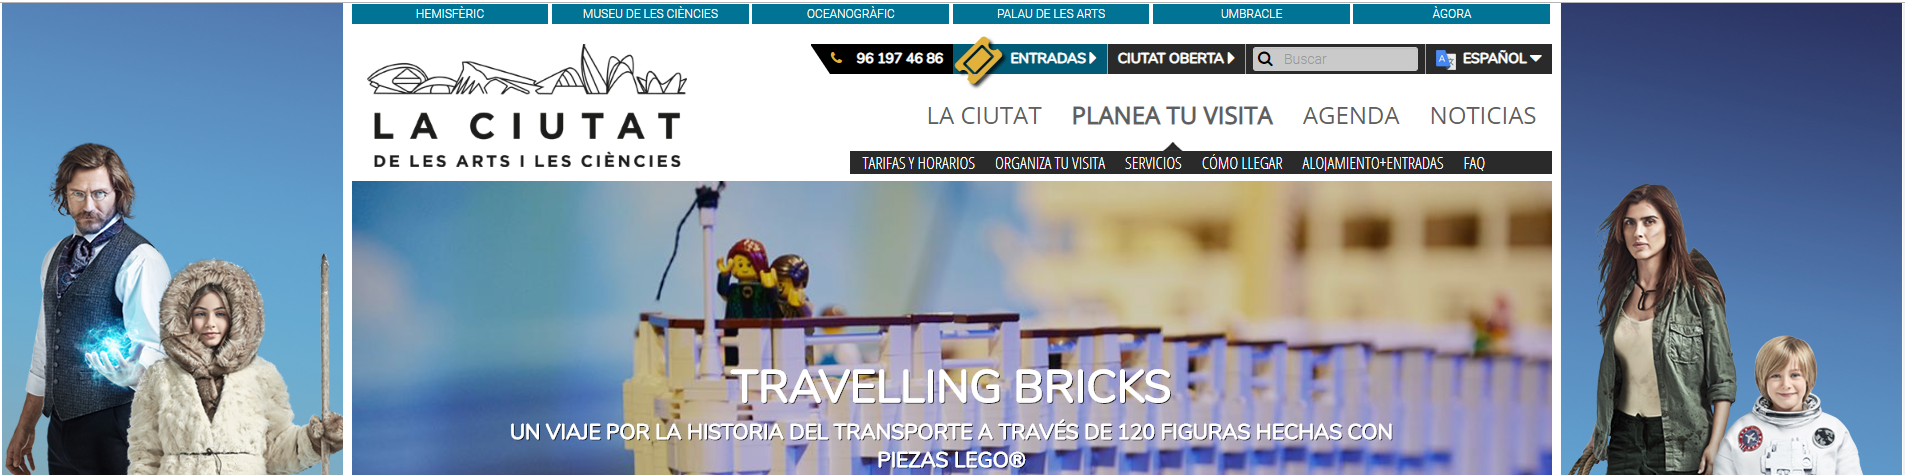 HEMISFÈRIC
MUSEU DE LES CIÈNCIES
OCEANOGRÀFIC
PALAU DE LES ARTS
UMBRACLE
ÀGORA
LA CIUTAT
DE LES ARTS I LES CIÈNCIES
96 197 46 86
ENTRADAS
CIUTAT OBERTA
Buscar
ESPAÑOL
LA CIUTAT
PLANEA TU VISITA
AGENDA
NOTICIAS
TARIFAS Y HORARIOS
ORGANIZA TU VISITA
SERVICIOS
CÓMO LLEGAR
ALOJAMIENTO+ENTRADAS
FAQ
TRAVELLING BRICKS
UN VIAJE POR LA HISTORIA DEL TRANSPORTE A TRAVÉS DE 120 FIGURAS HECHAS CON
PIEZAS LEGO®